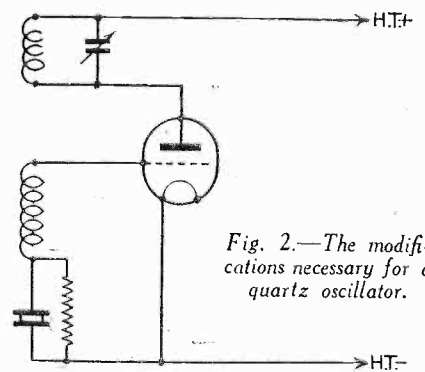 H.T.+
Fig. 2.—The modifi-
cations necessary for a
quartz oscillator.
H.T.-